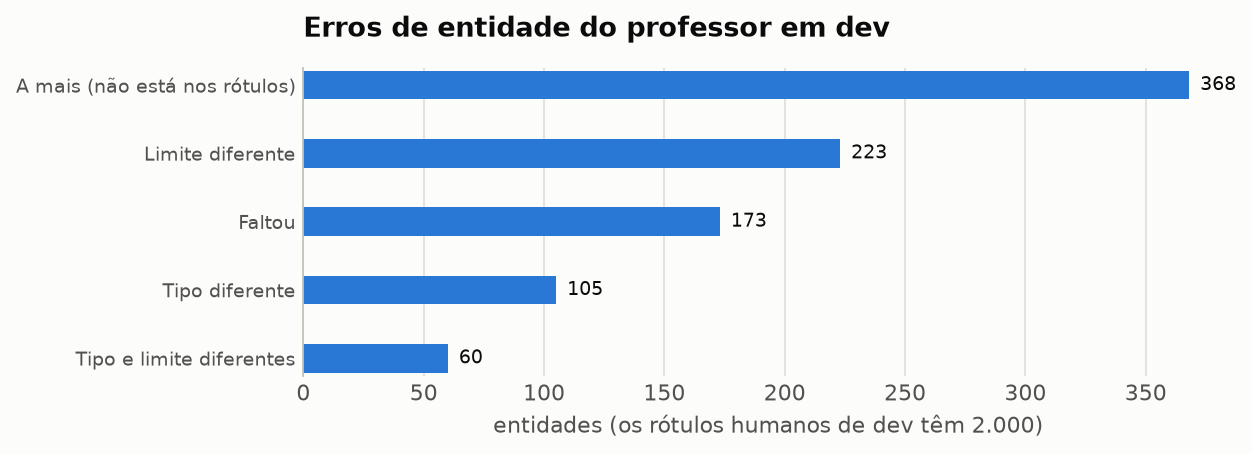 Erros de entidade do professor em dev
A mais (não está nos rótulos)
368
Limite diferente
223
Faltou
173
Tipo diferente
105
Tipo e limite diferentes
60
0 50 100 150 200 250 300 350
entidades (os rótulos humanos de dev têm 2.000)